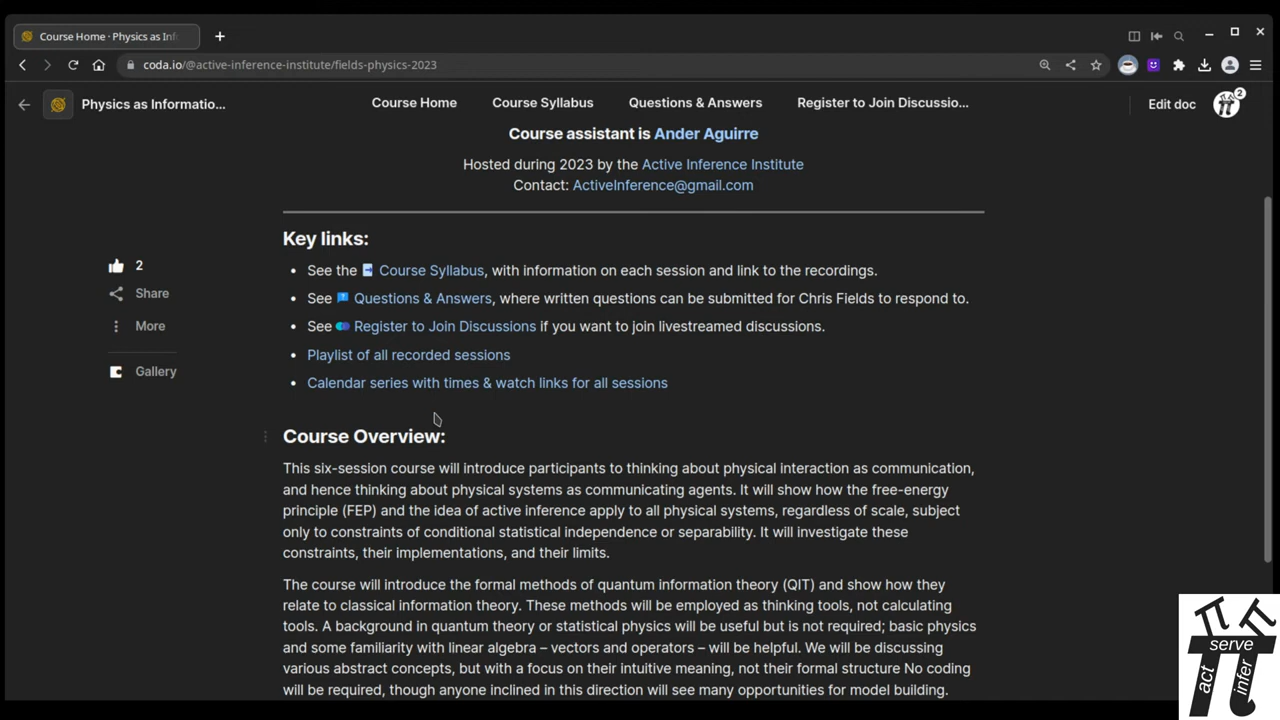 Course Home · Physics as Inf
coda.io/@active-inference-institute/fields-physics-2023
Physics as Informatio...
Course Home
Course Syllabus
Questions & Answers
Register to Join Discussio...
Edit doc
2
Course assistant is Ander Aguirre
Hosted during 2023 by the Active Inference Institute
Contact: ActiveInference@gmail.com
2
Share
More
Gallery
Key links:
• See the Course Syllabus, with information on each session and link to the recordings.
• See Questions & Answers, where written questions can be submitted for Chris Fields to respond to.
• See Register to Join Discussions if you want to join livestreamed discussions.
• Playlist of all recorded sessions
• Calendar series with times & watch links for all sessions
Course Overview:
This six-session course will introduce participants to thinking about physical interaction as communication,
and hence thinking about physical systems as communicating agents. It will show how the free-energy
principle (FEP) and the idea of active inference apply to all physical systems, regardless of scale, subject
only to constraints of conditional statistical independence or separability. It will investigate these
constraints, their implementations, and their limits.
The course will introduce the formal methods of quantum information theory (QIT) and show how they
relate to classical information theory. These methods will be employed as thinking tools, not calculating
tools. A background in quantum theory or statistical physics will be useful but is not required; basic physics
and some familiarity with linear algebra – vectors and operators – will be helpful. We will be discussing
various abstract concepts, but with a focus on their intuitive meaning, not their formal structure No coding
will be required, though anyone inclined in this direction will see many opportunities for model building.
serve
act
infer